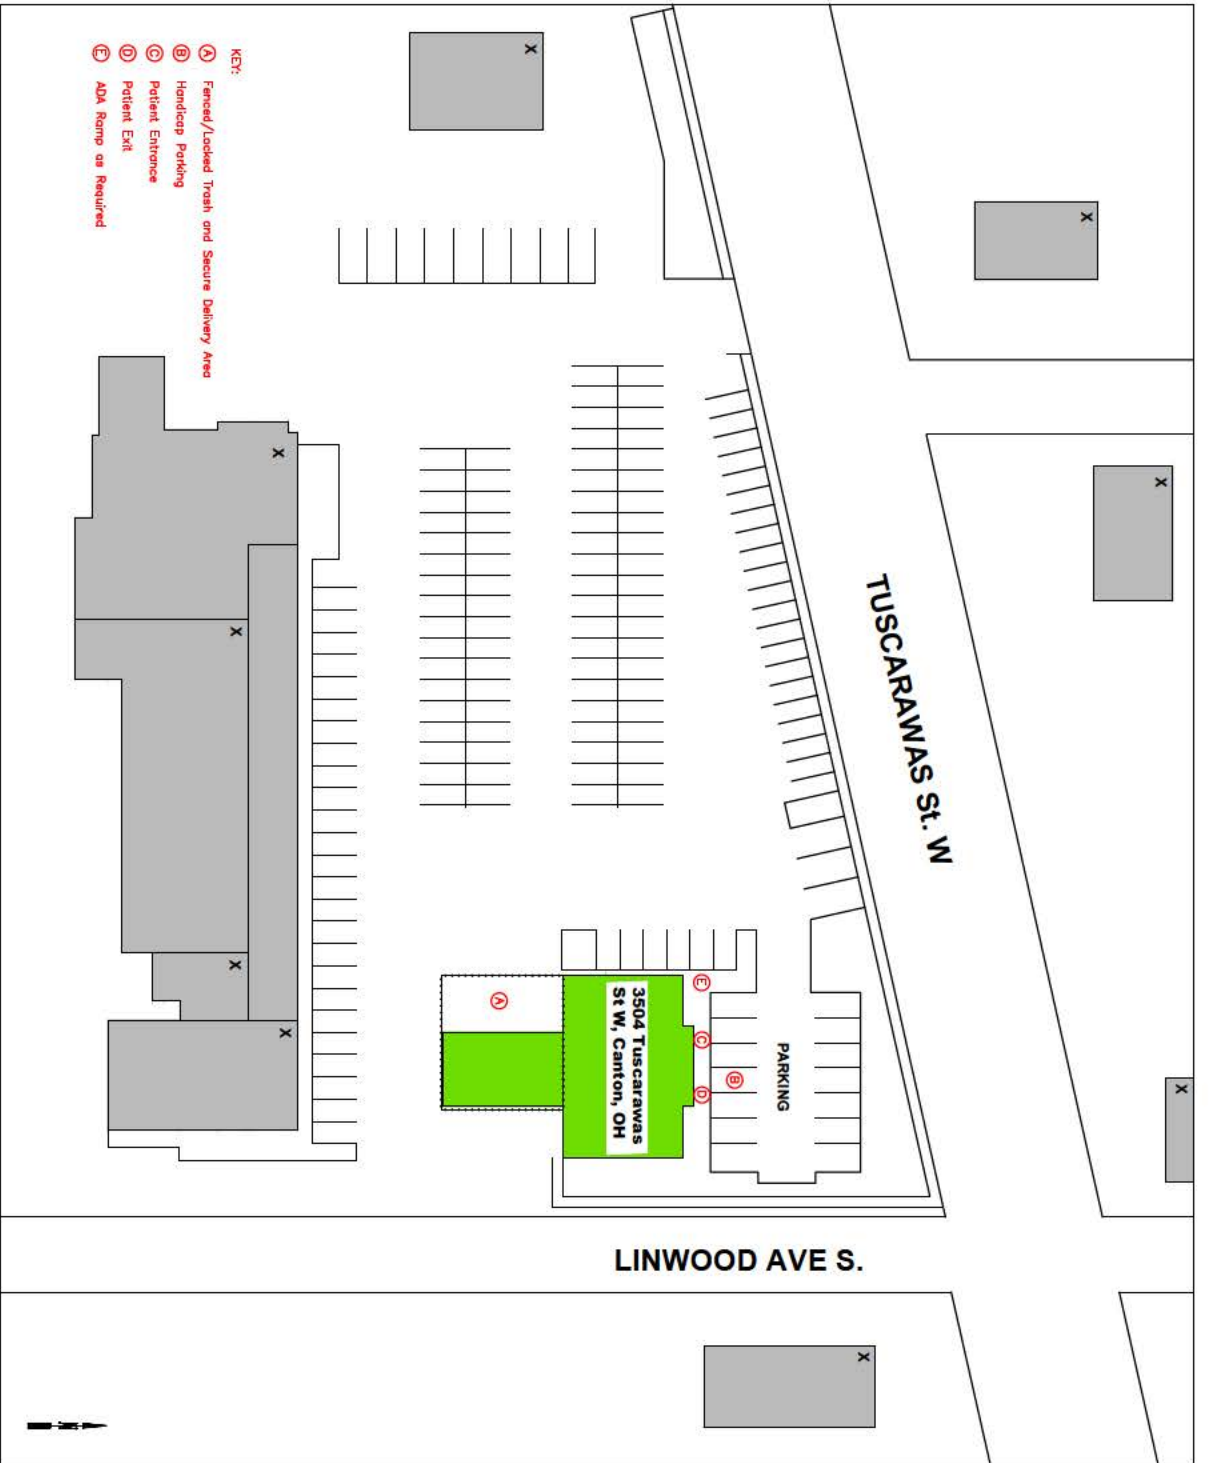 KEY:
A Fenced/Locked Trash and Secure Delivery Area
B Handicap Parking
C Patient Entrance
D Patient Exit
E ADA Ramp as Required
X
X
X
X
X
X
X
X
X
TUSCARAWAS St. W
3504 Tuscarawas
St W, Canton, OH
A
E
C
D
B
PARKING
LINWOOD AVE S.